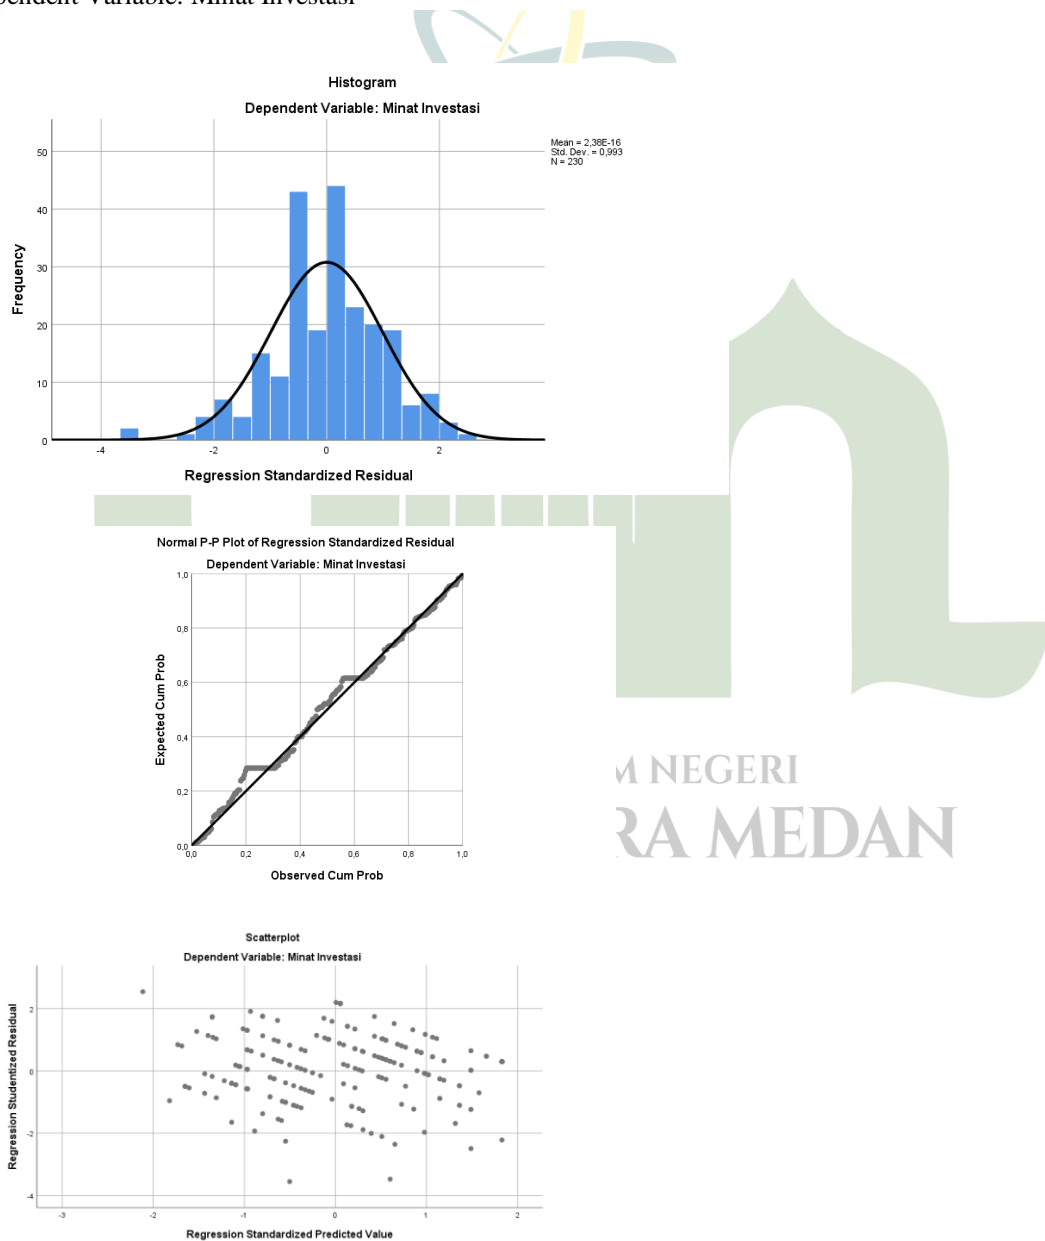 pendent Variable: Minat Investasi
Histogram
Dependent Variable: Minat Investasi
Mean = 2,38E-16
Std. Dev. = 0,993
N = 230
Frequency
50
40
30
20
10
0
-4
-2
0
2
Regression Standardized Residual
Normal P-P Plot of Regression Standardized Residual
Dependent Variable: Minat Investasi
Expected Cum Prob
1,0
0,8
0,6
0,4
0,2
0,0
0,0
0,2
0,4
0,6
0,8
1,0
Observed Cum Prob
M NEGERI
RA MEDAN
Scatterplot
Dependent Variable: Minat Investasi
Regression Studentized Residual
2
0
-2
-4
-3
-2
-1
0
1
2
Regression Standardized Predicted Value